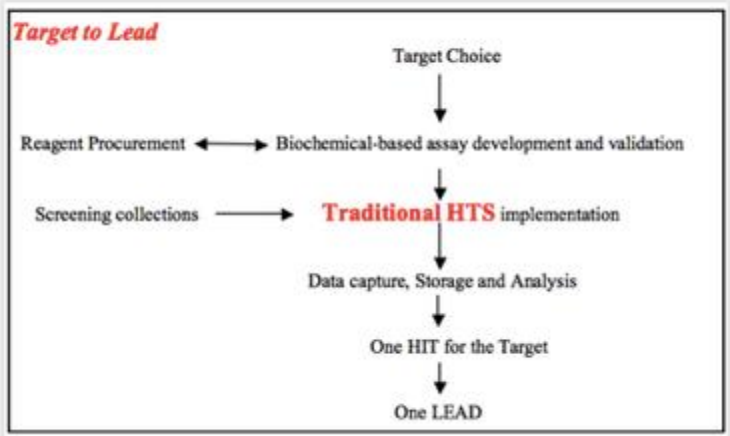 Target to Lead
Target Choice
Reagent Procurement
Biochemical-based assay development and validation
Screening collections
Traditional HTS implementation
Data capture, Storage and Analysis
One HIT for the Target
One LEAD